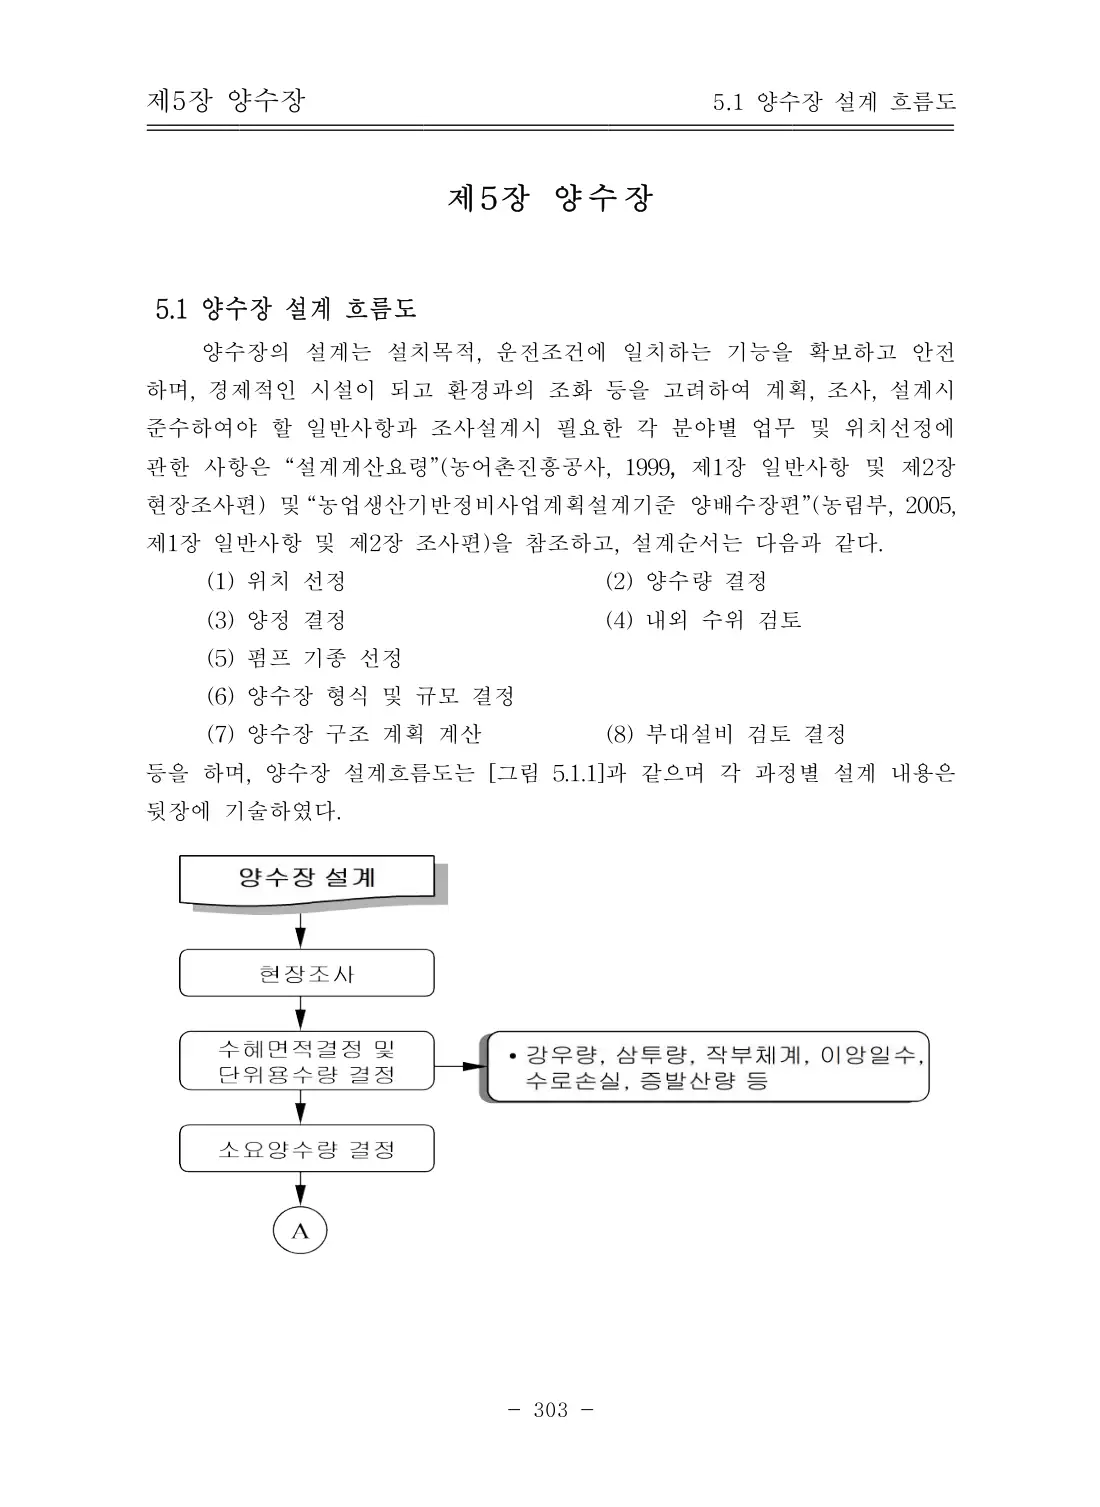 제5장 양수장
5.1 양수장 설계 흐름도
제5장 양수장
5.1 양수장 설계 흐름도
양수장의 설계는 설치목적, 운전조건에 일치하는 기능을 확보하고 안전
하며, 경제적인 시설이 되고 환경과의 조화 등을 고려하여 계획, 조사, 설계시
준수하여야 할 일반사항과 조사설계시 필요한 각 분야별 업무 및 위치선정에
관한 사항은 “설계계산요령”(농어촌진흥공사, 1999, 제1장 일반사항 및 제2장
현장조사편) 및 “농업생산기반정비사업계획설계기준 양배수장편”(농림부, 2005,
제1장 일반사항 및 제2장 조사편)을 참조하고, 설계순서는 다음과 같다.
(1) 위치 선정 (2) 양수량 결정
(3) 양정 결정 (4) 내외 수위 검토
(5) 펌프 기종 선정
(6) 양수장 형식 및 규모 결정
(7) 양수장 구조 계획 계산 (8) 부대설비 검토 결정
등을 하며, 양수장 설계흐름도는 [그림 5.1.1]과 같으며 각 과정별 설계 내용은
뒷장에 기술하였다.
양수장 설계
현장조사
수혜면적결정 및
단위용수량 결정
• 강우량, 삼투량, 작부체계, 이앙일수,
수로손실, 증발산량 등
소요양수량 결정
A
- 303 -